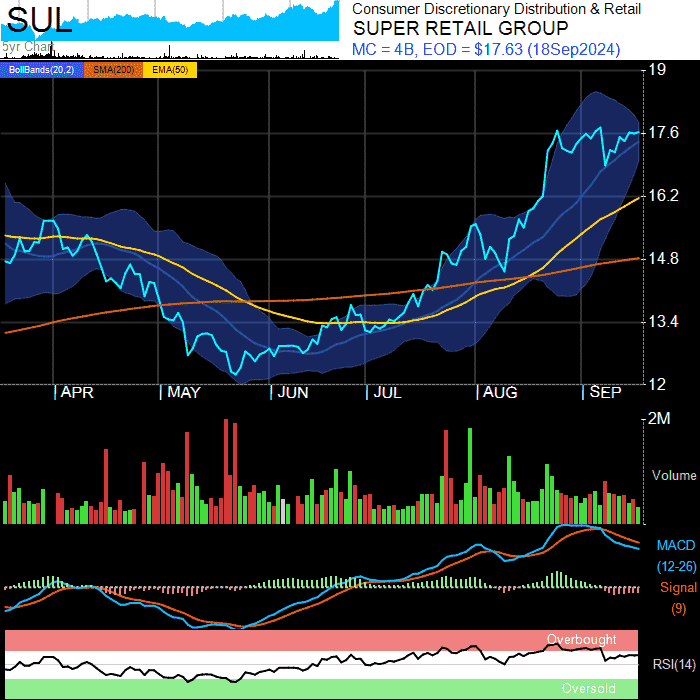 SUL
5yr Chart
Consumer Discretionary Distribution & Retail
SUPER RETAIL GROUP
MC = 4B, EOD = $17.63 (18Sep2024)
BollBands(20,2) SMA(200) EMA(50)
19
17.6
16.2
14.8
13.4
12
APR MAY JUN JUL AUG SEP
2M
Volume
MACD
(12-26)
Signal
(9)
Overbought
RSI(14)
Oversold